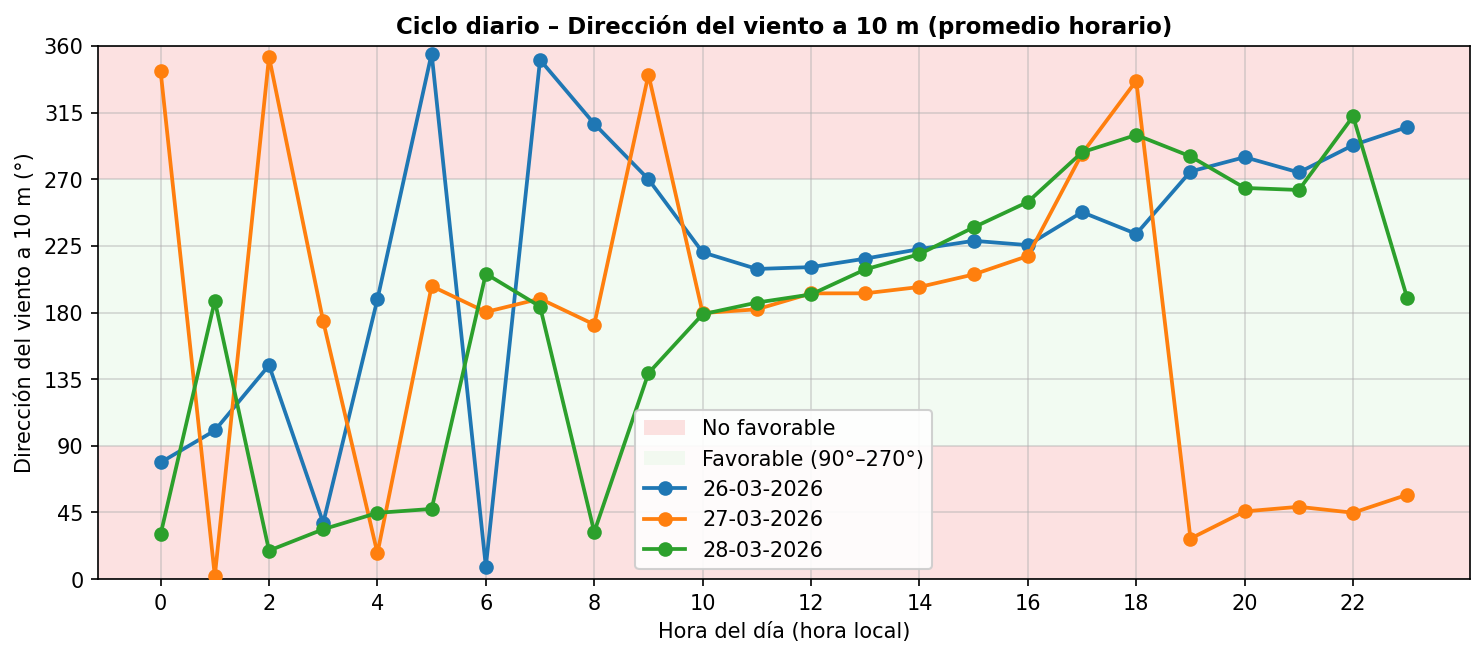 Ciclo diario – Dirección del viento a 10 m (promedio horario)
Dirección del viento a 10 m (°)
360
315
270
225
180
135
90
45
0
No favorable
Favorable (90°–270°)
26-03-2026
27-03-2026
28-03-2026
0 2 4 6 8 10 12 14 16 18 20 22
Hora del día (hora local)